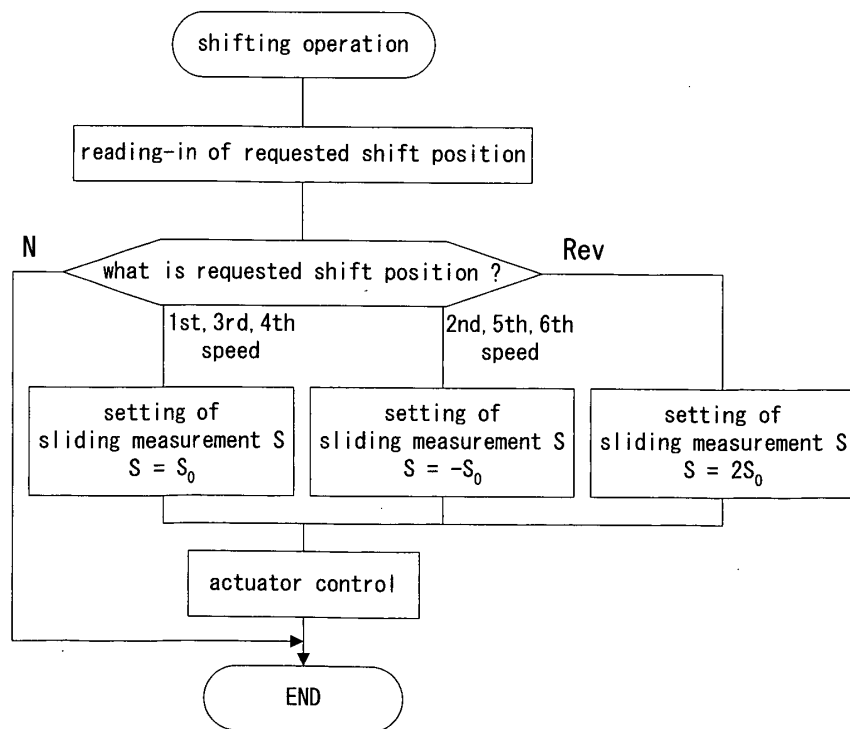 shifting operation
reading-in of requested shift position
N
what is requested shift position ?
Rev
1st, 3rd, 4th
speed
2nd, 5th, 6th
speed
setting of
sliding measurement S
S = S₀
setting of
sliding measurement S
S = -S₀
setting of
sliding measurement S
S = 2S₀
actuator control
END